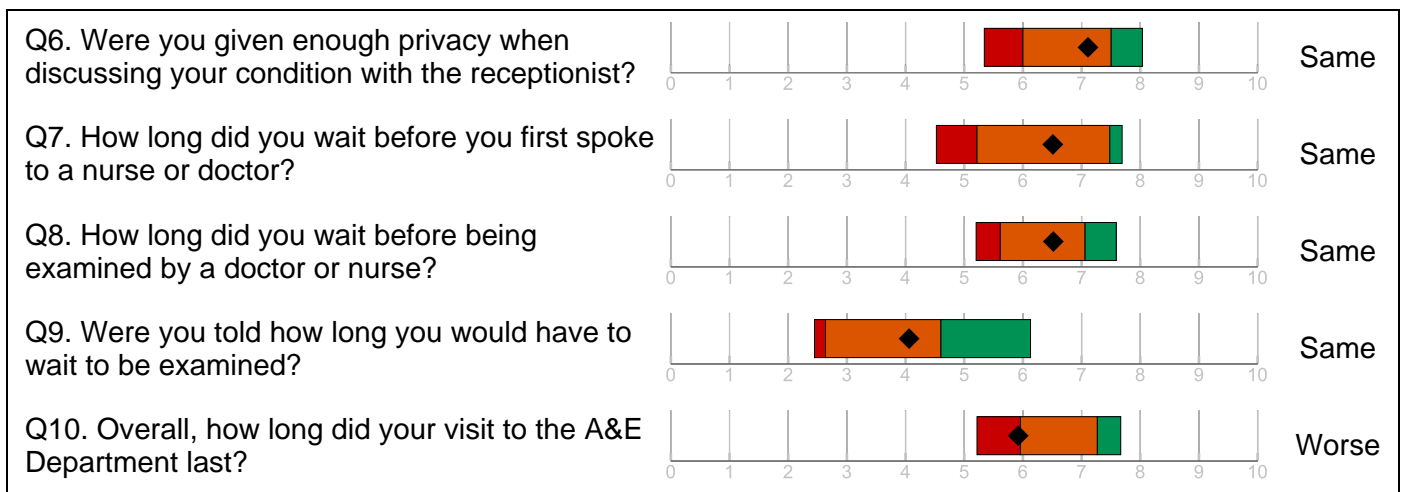 Q6. Were you given enough privacy when
discussing your condition with the receptionist?
0 1 2 3 4 5 6 7 8 9 10
Same
Q7. How long did you wait before you first spoke
to a nurse or doctor?
0 1 2 3 4 5 6 7 8 9 10
Same
Q8. How long did you wait before being
examined by a doctor or nurse?
0 1 2 3 4 5 6 7 8 9 10
Same
Q9. Were you told how long you would have to
wait to be examined?
0 1 2 3 4 5 6 7 8 9 10
Same
Q10. Overall, how long did your visit to the A&E
Department last?
0 1 2 3 4 5 6 7 8 9 10
Worse